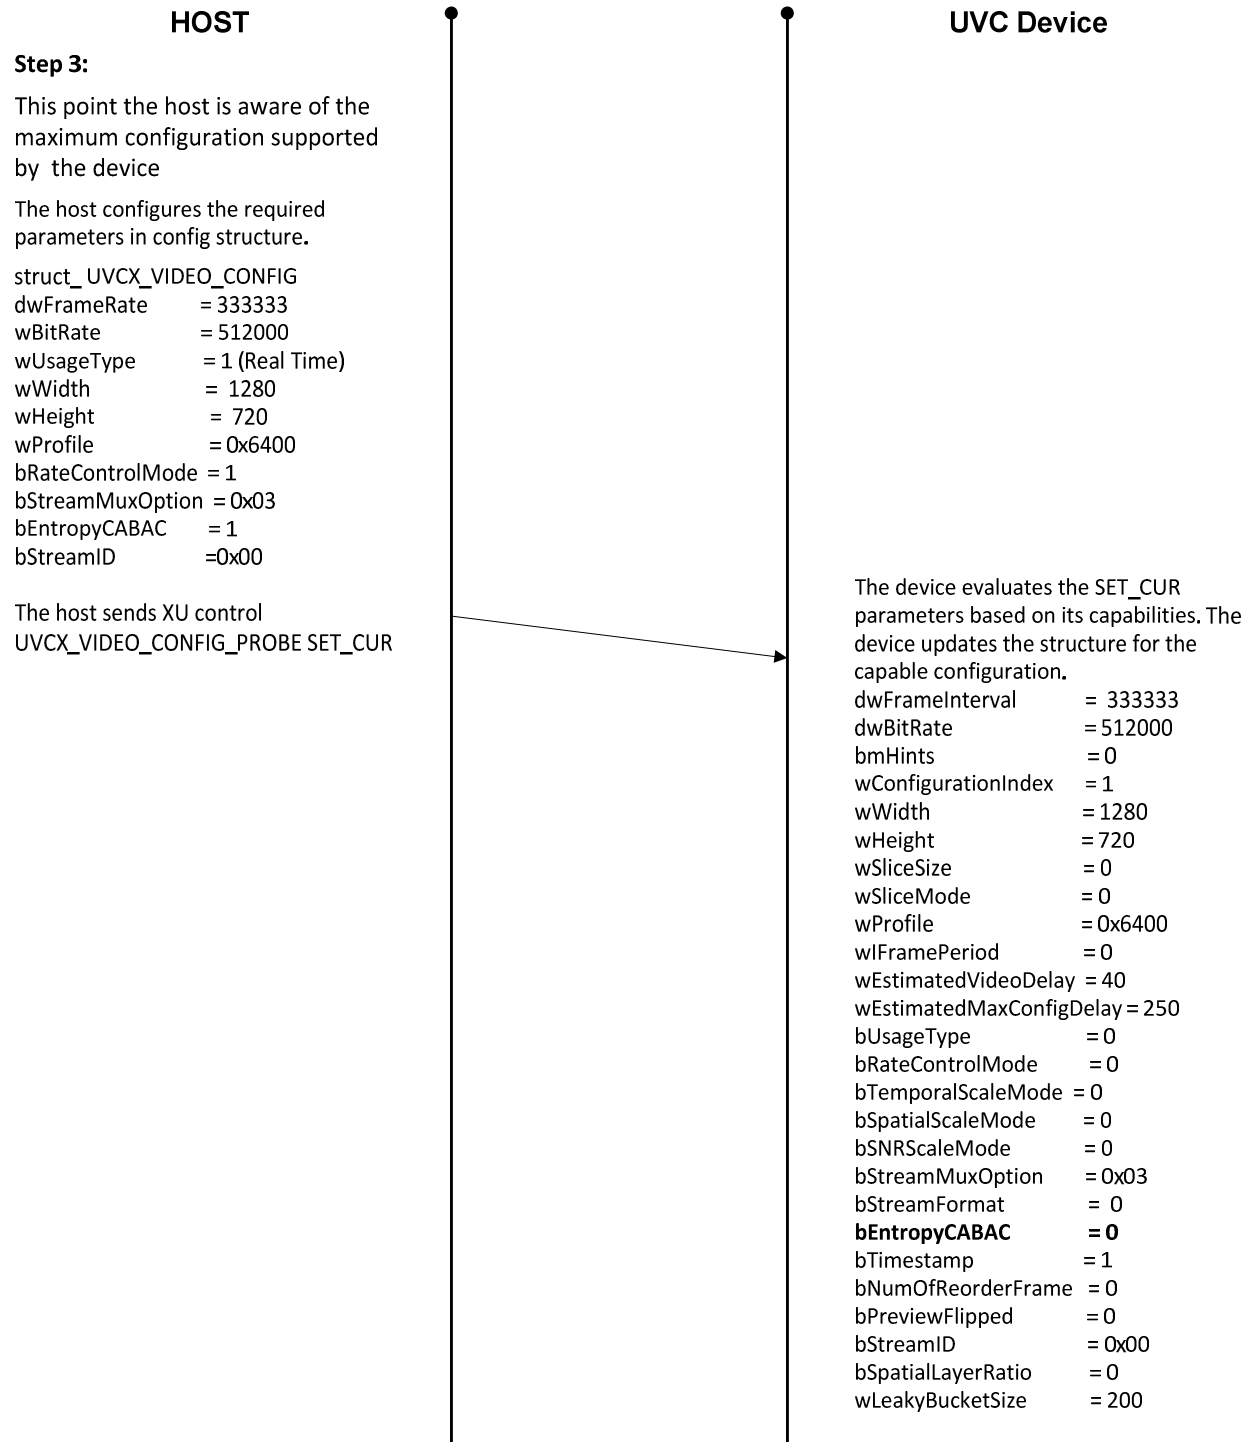 HOST
UVC Device
Step 3:
This point the host is aware of the
maximum configuration supported
by the device
The host configures the required
parameters in config structure.
struct_ UVCX_VIDEO_CONFIG
dwFrameRate = 333333
wBitRate = 512000
wUsageType = 1 (Real Time)
wWidth = 1280
wHeight = 720
wProfile = 0x6400
bRateControlMode = 1
bStreamMuxOption = 0x03
bEntropyCABAC = 1
bStreamID =0x00
The host sends XU control
UVCX_VIDEO_CONFIG_PROBE SET_CUR
The device evaluates the SET_CUR
parameters based on its capabilities. The
device updates the structure for the
capable configuration.
dwFrameInterval = 333333
dwBitRate = 512000
bmHints = 0
wConfigurationIndex = 1
wWidth = 1280
wHeight = 720
wSliceSize = 0
wSliceMode = 0
wProfile = 0x6400
wIFramePeriod = 0
wEstimatedVideoDelay = 40
wEstimatedMaxConfigDelay = 250
bUsageType = 0
bRateControlMode = 0
bTemporalScaleMode = 0
bSpatialScaleMode = 0
bSNRScaleMode = 0
bStreamMuxOption = 0x03
bStreamFormat = 0
bEntropyCABAC = 0
bTimestamp = 1
bNumOfReorderFrame = 0
bPreviewFlipped = 0
bStreamID = 0x00
bSpatialLayerRatio = 0
wLeakyBucketSize = 200